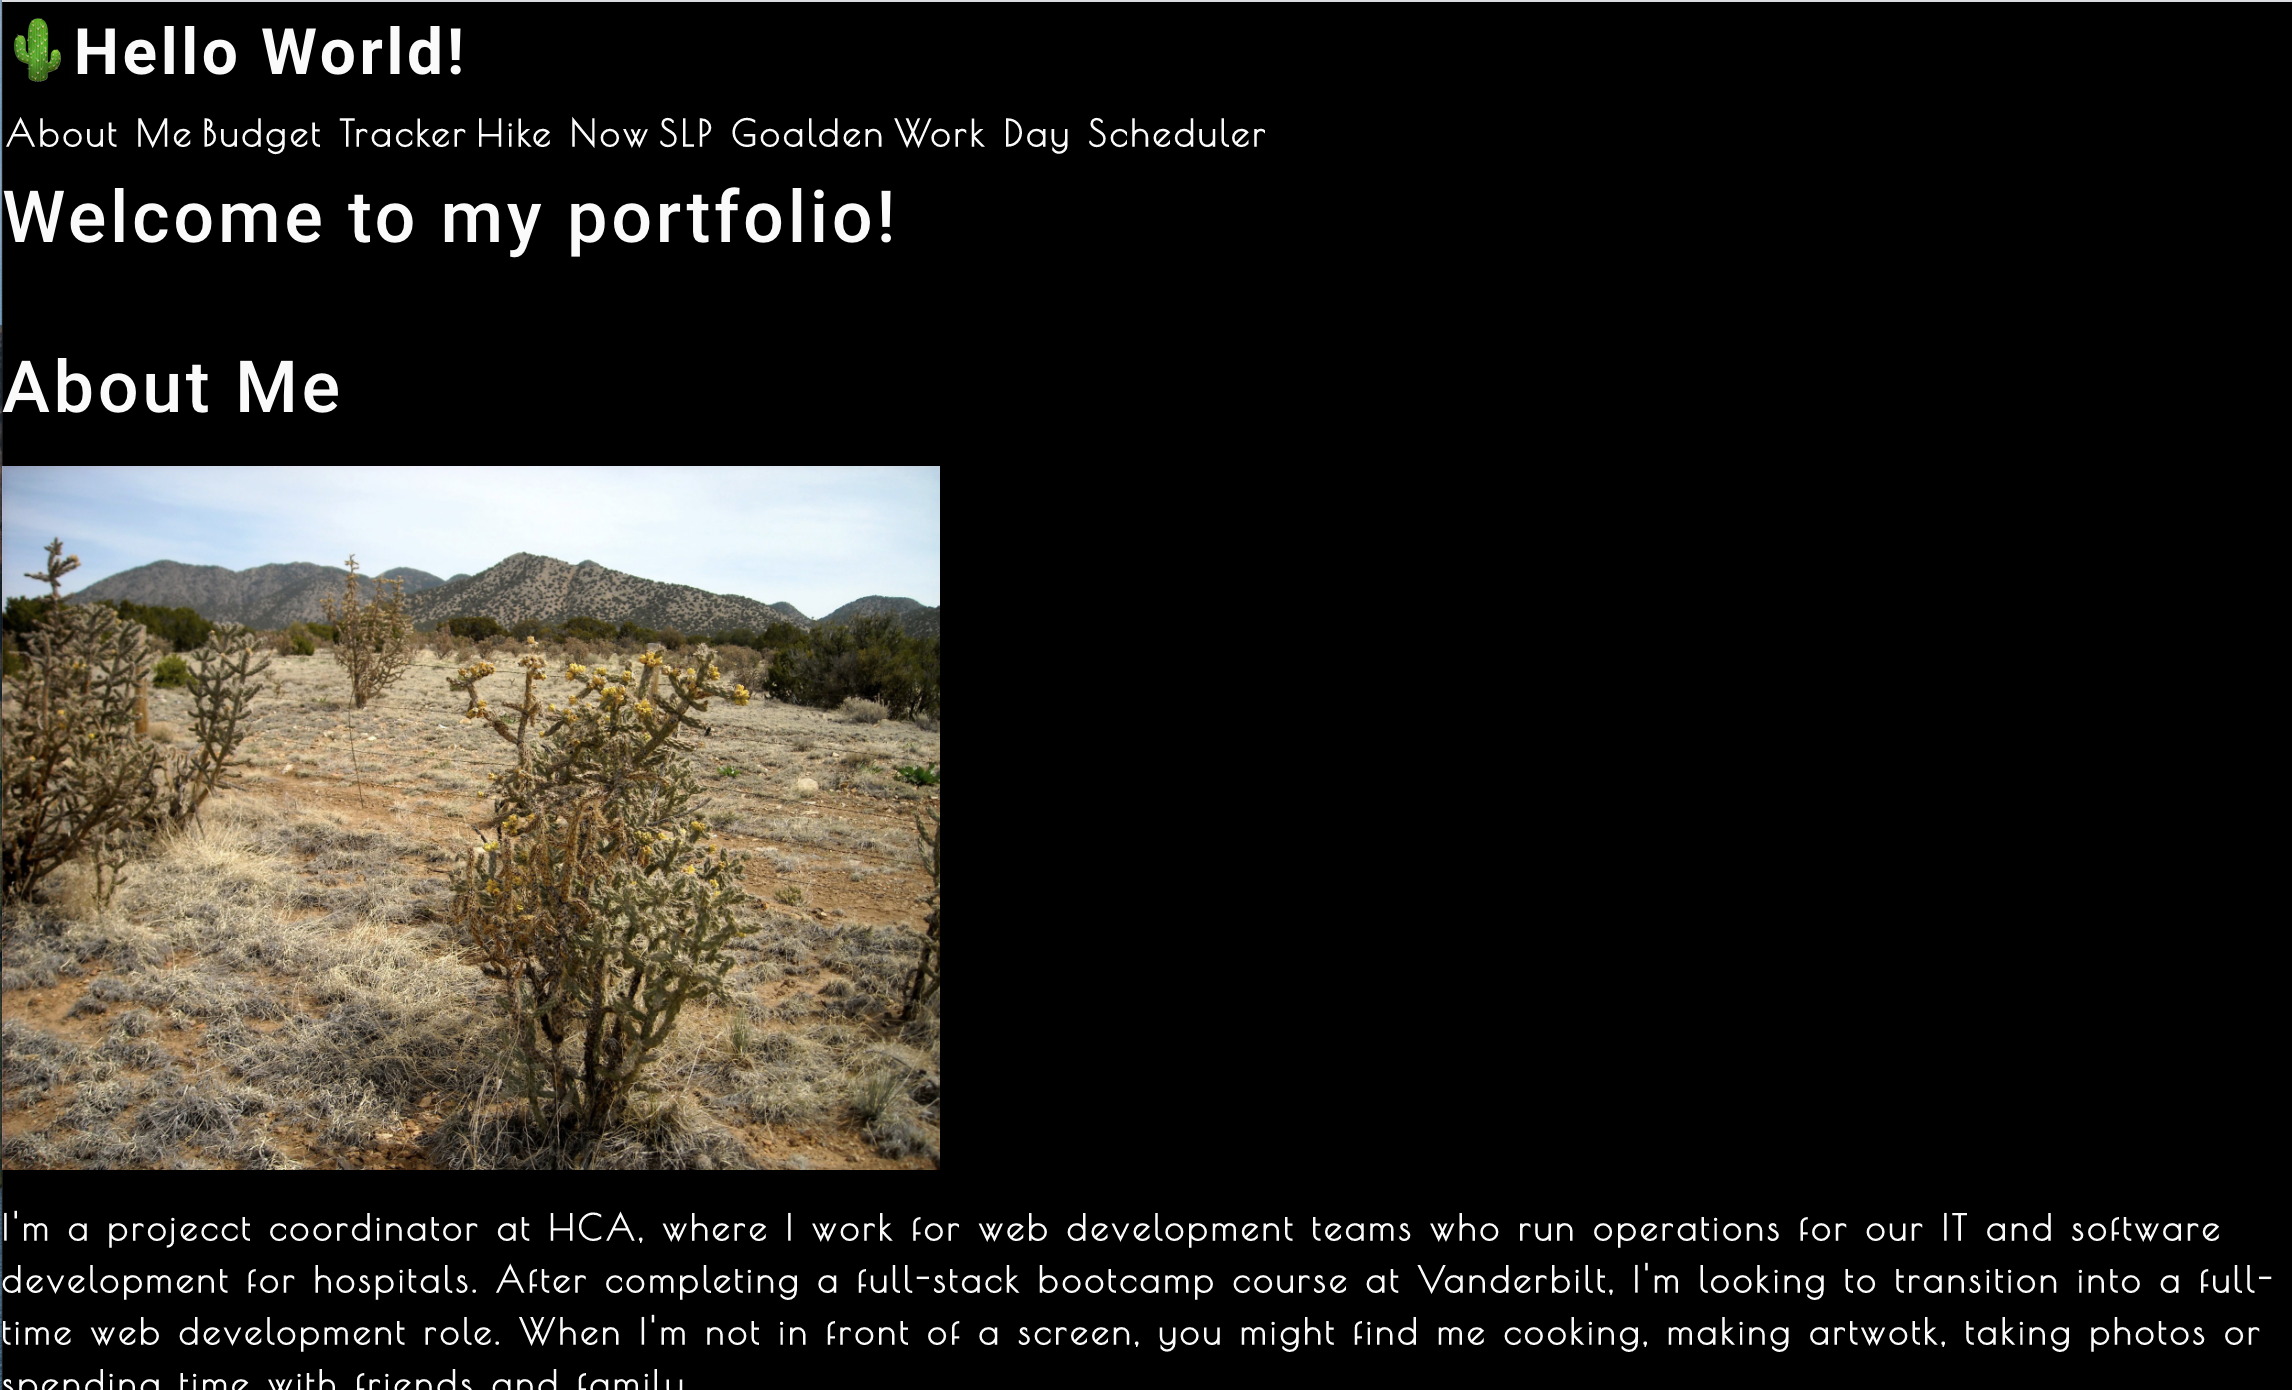 🌵Hello World!
About Me Budget Tracker Hike Now SLP Goalden Work Day Scheduler
Welcome to my portfolio!
About Me
I'm a projecct coordinator at HCA, where I work for web development teams who run operations for our IT and software
development for hospitals. After completing a full-stack bootcamp course at Vanderbilt, I'm looking to transition into a full-
time web development role. When I'm not in front of a screen, you might find me cooking, making artwotk, taking photos or
spending time with friends and family.